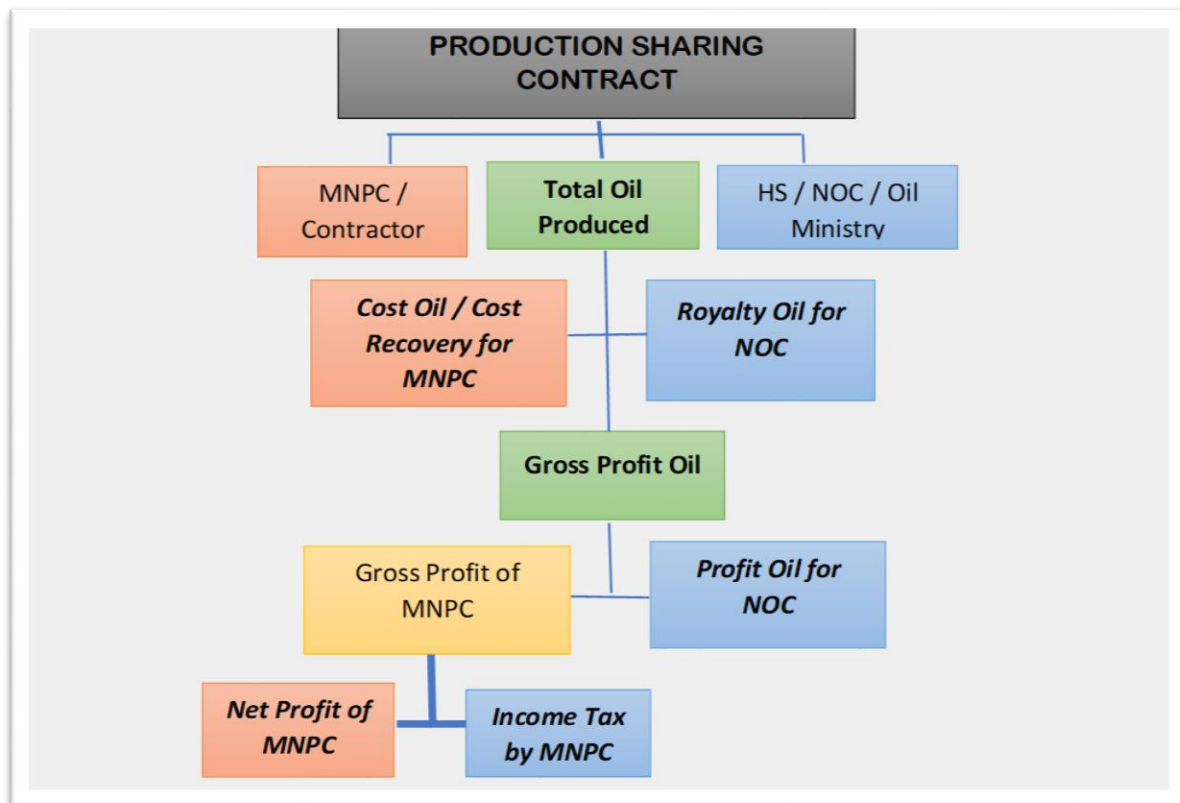 PRODUCTION SHARING
CONTRACT
MNPC /
Contractor
Total Oil
Produced
HS / NOC / Oil
Ministry
Cost Oil / Cost
Recovery for
MNPC
Royalty Oil for
NOC
Gross Profit Oil
Gross Profit of
MNPC
Profit Oil for
NOC
Net Profit of
MNPC
Income Tax
by MNPC